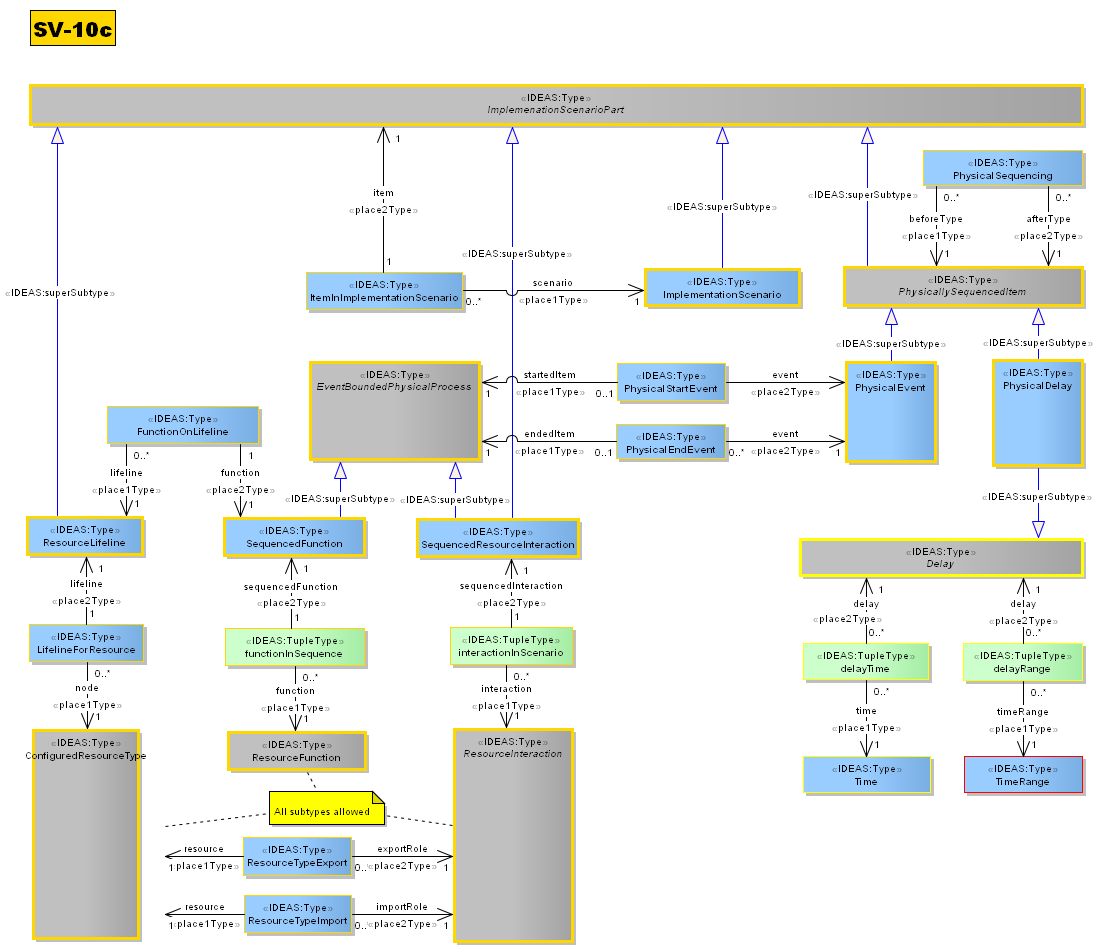 SV-10c
«IDEAS:Type»
ImplemenationScenarioPart
1
item
«place2Type»
1
«IDEAS:superSubtype»
«IDEAS:superSubtype»
«IDEAS:superSubtype»
«IDEAS:superSubtype»
«IDEAS:Type»
PhysicalSequencing
0..*
0..*
beforeType
«place1Type»
1
afterType
«place2Type»
1
«IDEAS:Type»
ItemInImplementationScenario
0..*
scenario
«place1Type»
1
«IDEAS:Type»
ImplementationScenario
«IDEAS:Type»
PhysicallySequencedItem
«IDEAS:superSubtype»
«IDEAS:superSubtype»
«IDEAS:Type»
EventBoundedPhysicalProcess
1
startedItem
«place1Type»
0..1
«IDEAS:Type»
PhysicalStartEvent
event
«place2Type»
«IDEAS:Type»
PhysicalEvent
«IDEAS:Type»
PhysicalDelay
1
endedItem
«place1Type»
0..1
«IDEAS:Type»
PhysicalEndEvent
0..*
event
«place2Type»
1
«IDEAS:Type»
FunctionOnLifeline
0..*
1
lifeline
«place1Type»
1
function
«place2Type»
1
«IDEAS:superSubtype»
«IDEAS:superSubtype»
«IDEAS:superSubtype»
«IDEAS:Type»
ResourceLifeline
«IDEAS:Type»
SequencedFunction
«IDEAS:Type»
SequencedResourceInteraction
«IDEAS:Type»
Delay
1
lifeline
«place2Type»
1
1
sequencedFunction
«place2Type»
1
1
sequencedInteraction
«place2Type»
1
1
delay
«place2Type»
0..*
1
delay
«place2Type»
0..*
«IDEAS:Type»
LifelineForResource
«IDEAS:TupleType»
functionInSequence
«IDEAS:TupleType»
interactionInScenario
«IDEAS:TupleType»
delayTime
«IDEAS:TupleType»
delayRange
0..*
node
«place1Type»
1
0..*
function
«place1Type»
1
0..*
interaction
«place1Type»
1
0..*
time
«place1Type»
1
0..*
timeRange
«place1Type»
1
«IDEAS:Type»
ConfiguredResourceType
«IDEAS:Type»
ResourceFunction
«IDEAS:Type»
ResourceInteraction
«IDEAS:Type»
Time
«IDEAS:Type»
TimeRange
All subtypes allowed
resource
1
place1Type»
«IDEAS:Type»
ResourceTypeExport
exportRole
0..
«place2Type»
1
resource
1
«place1Type»
«IDEAS:Type»
ResourceTypeImport
importRole
0..
«place2Type»
1